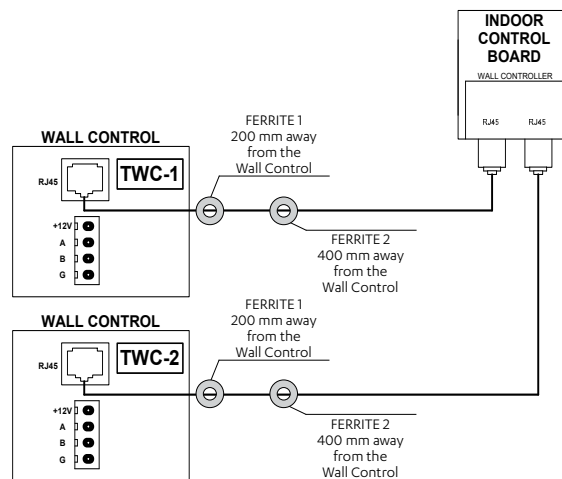 INDOOR
CONTROL
BOARD
WALL CONTROLLER
RJ45 RJ45
FERRITE 1
200 mm away
from the
Wall Control
WALL CONTROL
TWC-1
RJ45
+12V
A
B
G
FERRITE 2
400 mm away
from the
Wall Control
FERRITE 1
200 mm away
from the
Wall Control
WALL CONTROL
TWC-2
RJ45
+12V
A
B
G
FERRITE 2
400 mm away
from the
Wall Control